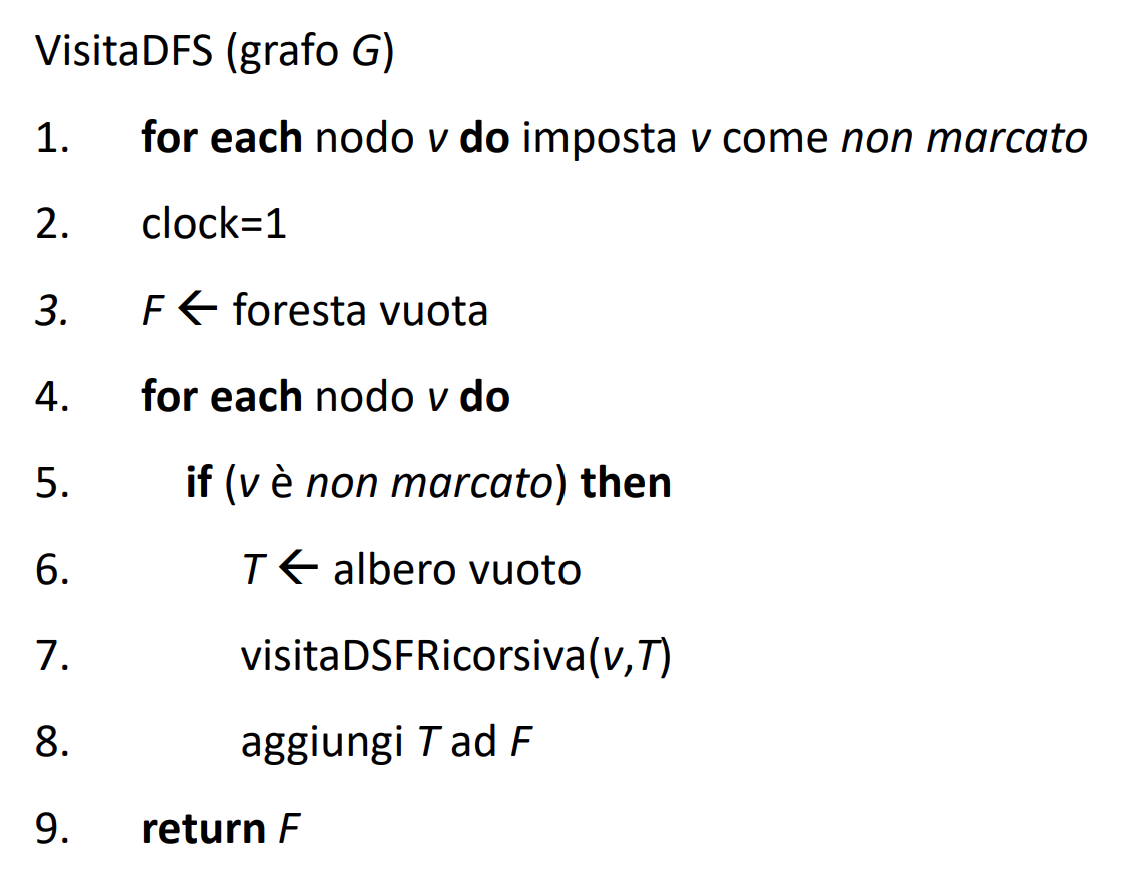 VisitaDFS (grafo G)
1. for each nodo v do imposta v come non marcato
2. clock=1
3. F ← foresta vuota
4. for each nodo v do
5. if (v è non marcato) then
6. T ← albero vuoto
7. visitaDSFRicorsiva(v,T)
8. aggiungi T ad F
9. return F